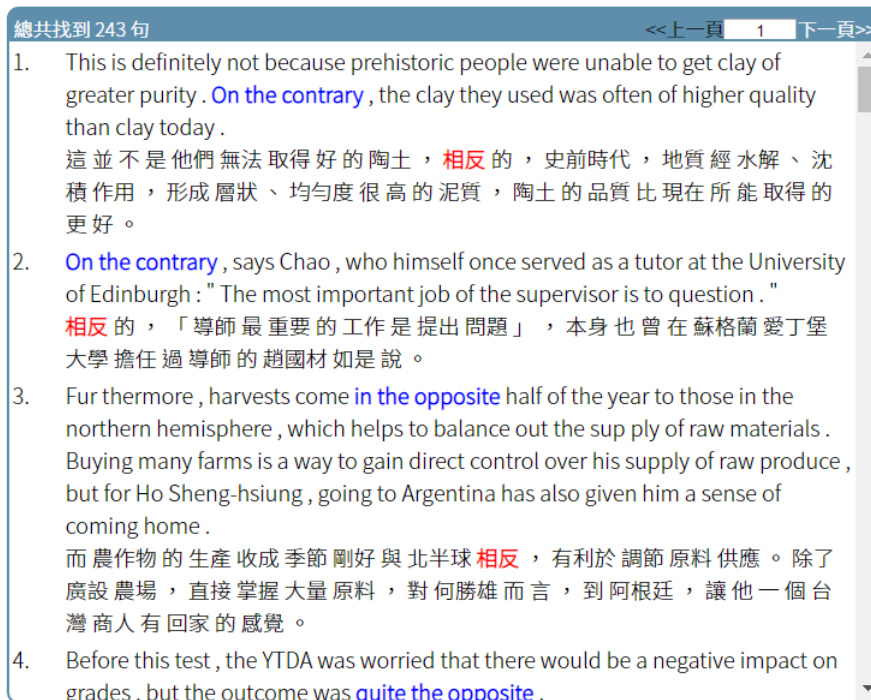 總共找到 243 句 <<上一頁 1 下一頁>>
1. This is definitely not because prehistoric people were unable to get clay of
greater purity . On the contrary , the clay they used was often of higher quality
than clay today .
這 並 不 是 他們 無法 取得 好 的 陶土 ， 相反 的 ， 史前時代 ， 地質 經 水解 、 沈
積 作用 ， 形成 層狀 、 均勻度 很 高 的 泥質 ， 陶土 的 品質 比 現在 所 能 取得 的
更 好 。
2. On the contrary , says Chao , who himself once served as a tutor at the University
of Edinburgh : " The most important job of the supervisor is to question . "
相反 的 ， 「 導師 最 重要 的 工作 是 提出 問題 」 ， 本身 也 曾 在 蘇格蘭 愛丁堡
大學 擔任 過 導師 的 趙國材 如是 說 。
3. Fur thermore , harvests come in the opposite half of the year to those in the
northern hemisphere , which helps to balance out the sup ply of raw materials .
Buying many farms is a way to gain direct control over his supply of raw produce ,
but for Ho Sheng-hsiung , going to Argentina has also given him a sense of
coming home .
而 農作物 的 生產 收成 季節 剛好 與 北半球 相反 ， 有利於 調節 原料 供應 。 除了
廣設 農場 ， 直接 掌握 大量 原料 ， 對 何勝雄 而 言 ， 到 阿根廷 ， 讓 他 一 個 台
灣 商人 有 回家 的 感覺 。
4. Before this test , the YTDA was worried that there would be a negative impact on
grades , but the outcome was quite the opposite .